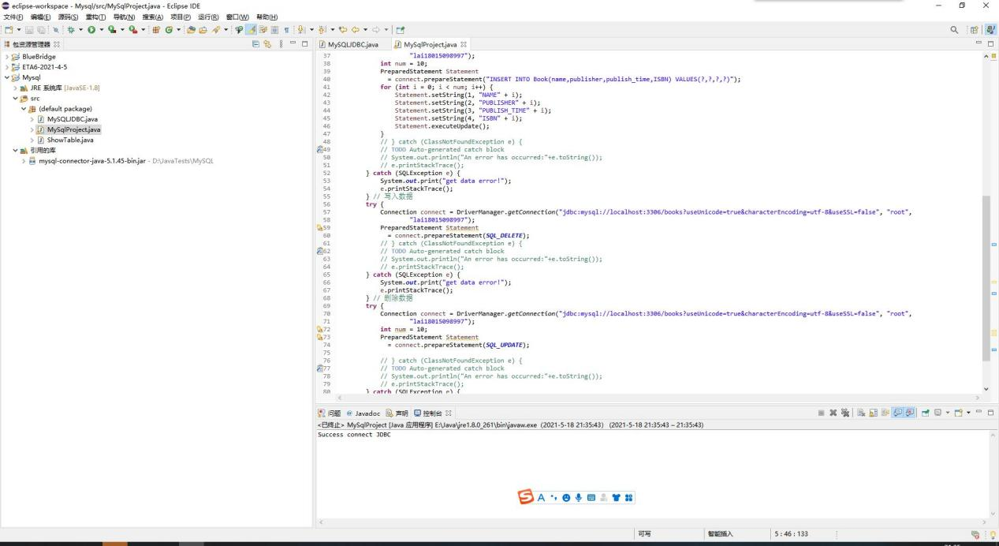 eclipse-workspace - Mysql/src/MySqlProject.java - Eclipse IDE
文件(F) 编辑(E) 源码(S) 重构(T) 导航(N) 搜索(A) 项目(P) 运行(R) 窗口(W) 帮助(H)
包资源管理器
BlueBridge
ETA6-2021-4-5
Mysql
JRE 系统库 [JavaSE-1.8]
src
(default package)
MySQLJDBC.java
MySqlProject.java
ShowTable.java
引用的库
mysql-connector-java-5.1.45-bin.jar - D:\JavaTests\MySQL
MySQLJDBC.java MySqlProject.java
37 "lai18015098997");
38 int num = 10;
39 PreparedStatement Statement
40 = connect.prepareStatement("INSERT INTO Book(name,publisher,publish_time,ISBN) VALUES(?,?,?,?)");
41 for (int i = 0; i < num; i++) {
42 Statement.setString(1, "NAME" + i);
43 Statement.setString(2, "PUBLISHER" + i);
44 Statement.setString(3, "PUBLISH_TIME" + i);
45 Statement.setString(4, "ISBN" + i);
46 Statement.executeUpdate();
47 }
48 // } catch (ClassNotFoundException e) {
49 // TODO Auto-generated catch block
50 // System.out.println("An error has occurred:"+e.toString());
51 // e.printStackTrace();
52 } catch (SQLException e) {
53 System.out.print("get data error!");
54 e.printStackTrace();
55 } // 写入数据
56 try {
57 Connection connect = DriverManager.getConnection("jdbc:mysql://localhost:3306/books?useUnicode=true&characterEncoding=utf-8&useSSL=false", "root",
58 "lai18015098997");
59 PreparedStatement Statement
60 = connect.prepareStatement(SQL_DELETE);
61 // } catch (ClassNotFoundException e) {
62 // TODO Auto-generated catch block
63 // System.out.println("An error has occurred:"+e.toString());
64 // e.printStackTrace();
65 } catch (SQLException e) {
66 System.out.print("get data error!");
67 e.printStackTrace();
68 } // 删除数据
69 try {
70 Connection connect = DriverManager.getConnection("jdbc:mysql://localhost:3306/books?useUnicode=true&characterEncoding=utf-8&useSSL=false", "root",
71 "lai18015098997");
72 int num = 10;
73 PreparedStatement Statement
74 = connect.prepareStatement(SQL_UPDATE);
75
76 // } catch (ClassNotFoundException e) {
77 // TODO Auto-generated catch block
78 // System.out.println("An error has occurred:"+e.toString());
79 // e.printStackTrace();
80 } catch (SQLException e) {
问题 @ Javadoc 声明 控制台
<已终止> MySqlProject [Java 应用程序] E:\Java\jre1.8.0_261\bin\javaw.exe (2021-5-18 21:35:43) (2021-5-18 21:35:43 – 21:35:43)
Success connect JDBC
可写 智能插入 5 : 46 : 133